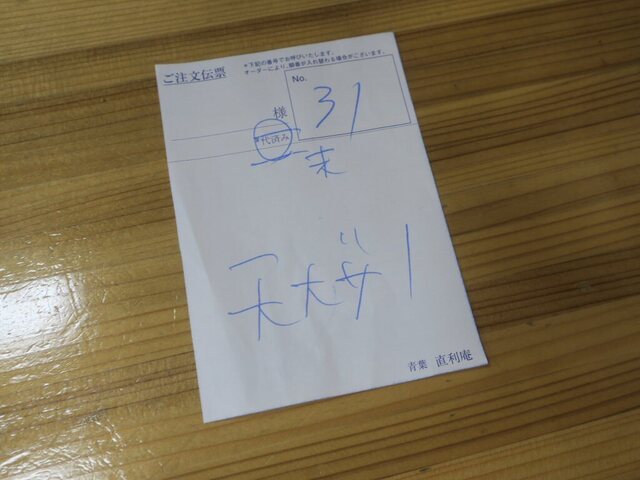 ご注文伝票
*下記の番号でお呼びいたします。
オーダーにより、順番が入れ替わる場合がございます。
No. 31
様
代済み
天大ザ 1
青葉 直利庵